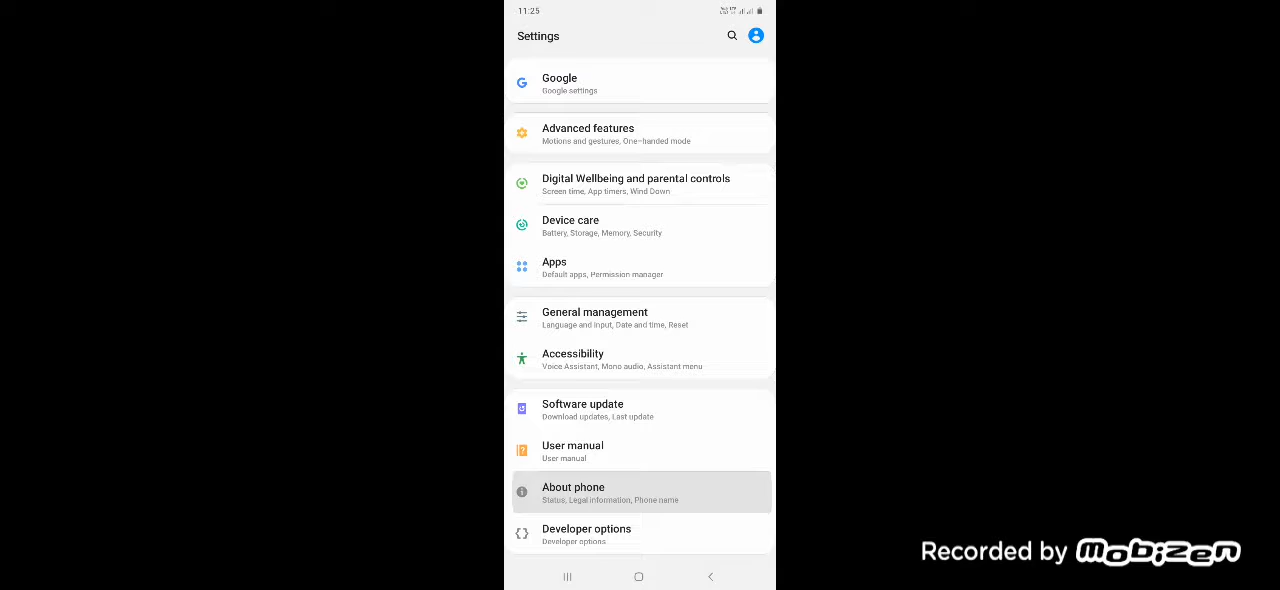 11:25
Settings
Google
Google settings
Advanced features
Motions and gestures, One-handed mode
Digital Wellbeing and parental controls
Screen time, App timers, Wind Down
Device care
Battery, Storage, Memory, Security
Apps
Default apps, Permission manager
General management
Language and input, Date and time, Reset
Accessibility
Voice Assistant, Mono audio, Assistant menu
Software update
Download updates, Last update
User manual
User manual
About phone
Status, Legal information, Phone name
Developer options
Developer options
Recorded by Mobizen